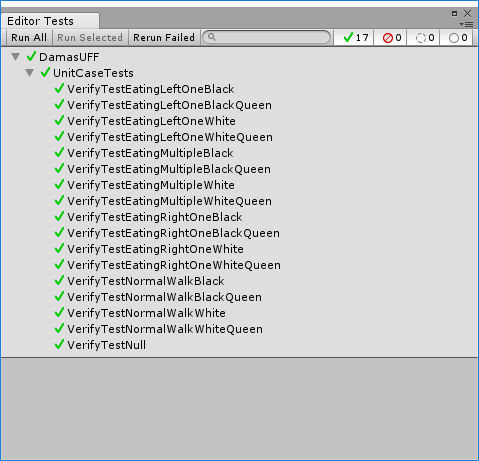 Editor Tests
Run All Run Selected Rerun Failed 17 0 0 0
DamasUFF
UnitCaseTests
VerifyTestEatingLeftOneBlack
VerifyTestEatingLeftOneBlackQueen
VerifyTestEatingLeftOneWhite
VerifyTestEatingLeftOneWhiteQueen
VerifyTestEatingMultipleBlack
VerifyTestEatingMultipleBlackQueen
VerifyTestEatingMultipleWhite
VerifyTestEatingMultipleWhiteQueen
VerifyTestEatingRightOneBlack
VerifyTestEatingRightOneBlackQueen
VerifyTestEatingRightOneWhite
VerifyTestEatingRightOneWhiteQueen
VerifyTestNormalWalkBlack
VerifyTestNormalWalkBlackQueen
VerifyTestNormalWalkWhite
VerifyTestNormalWalkWhiteQueen
VerifyTestNull